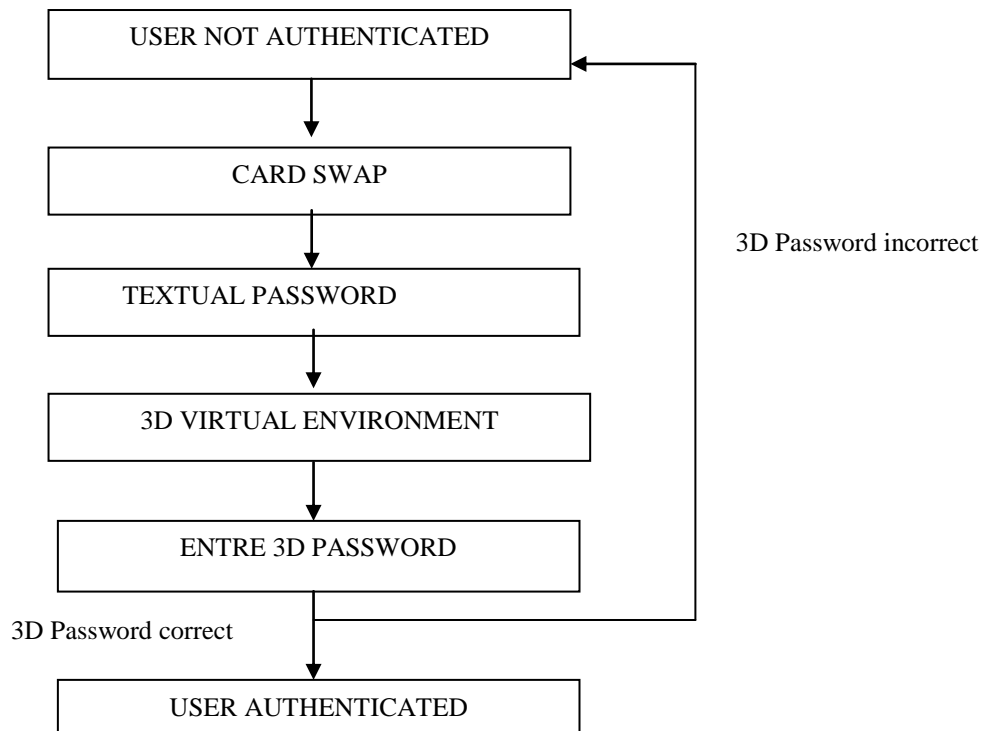 USER NOT AUTHENTICATED
CARD SWAP
3D Password incorrect
TEXTUAL PASSWORD
3D VIRTUAL ENVIRONMENT
ENTRE 3D PASSWORD
3D Password correct
USER AUTHENTICATED